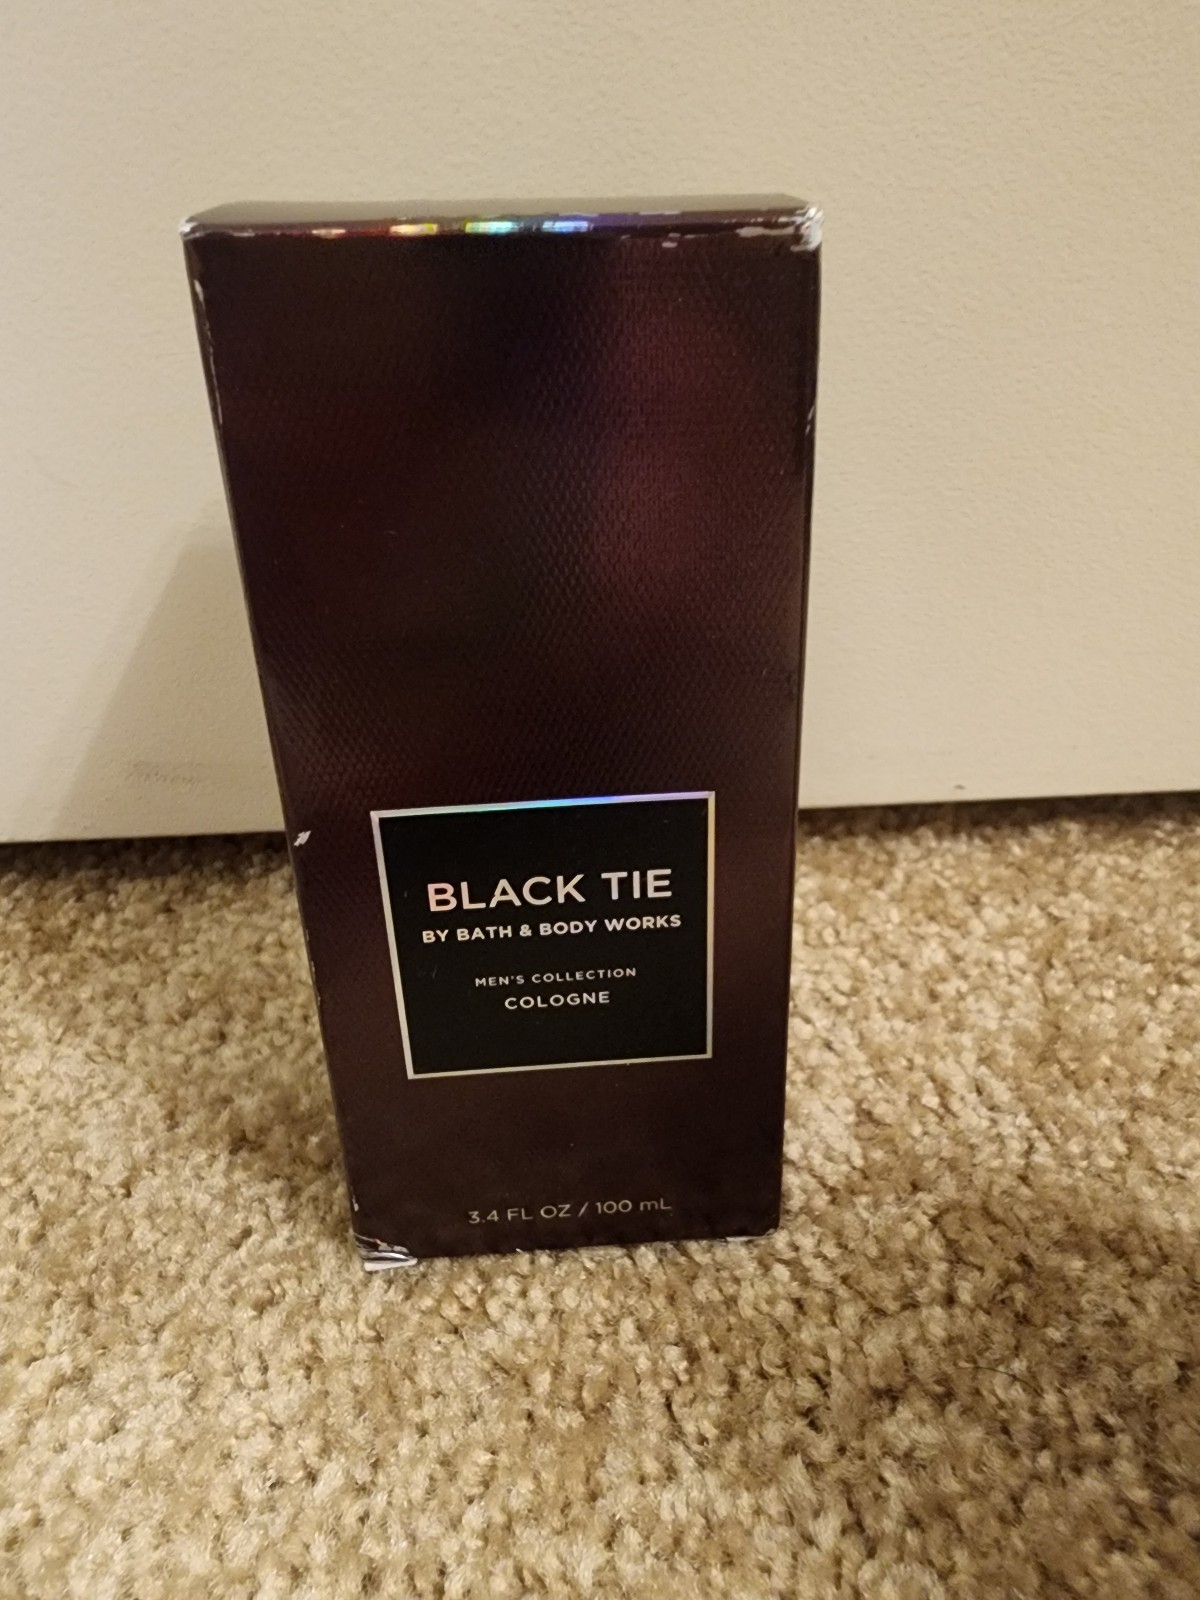 BLACK TIE
BY BATH & BODY WORKS
MEN'S COLLECTION
COLOGNE
3.4 FL OZ / 100 mL